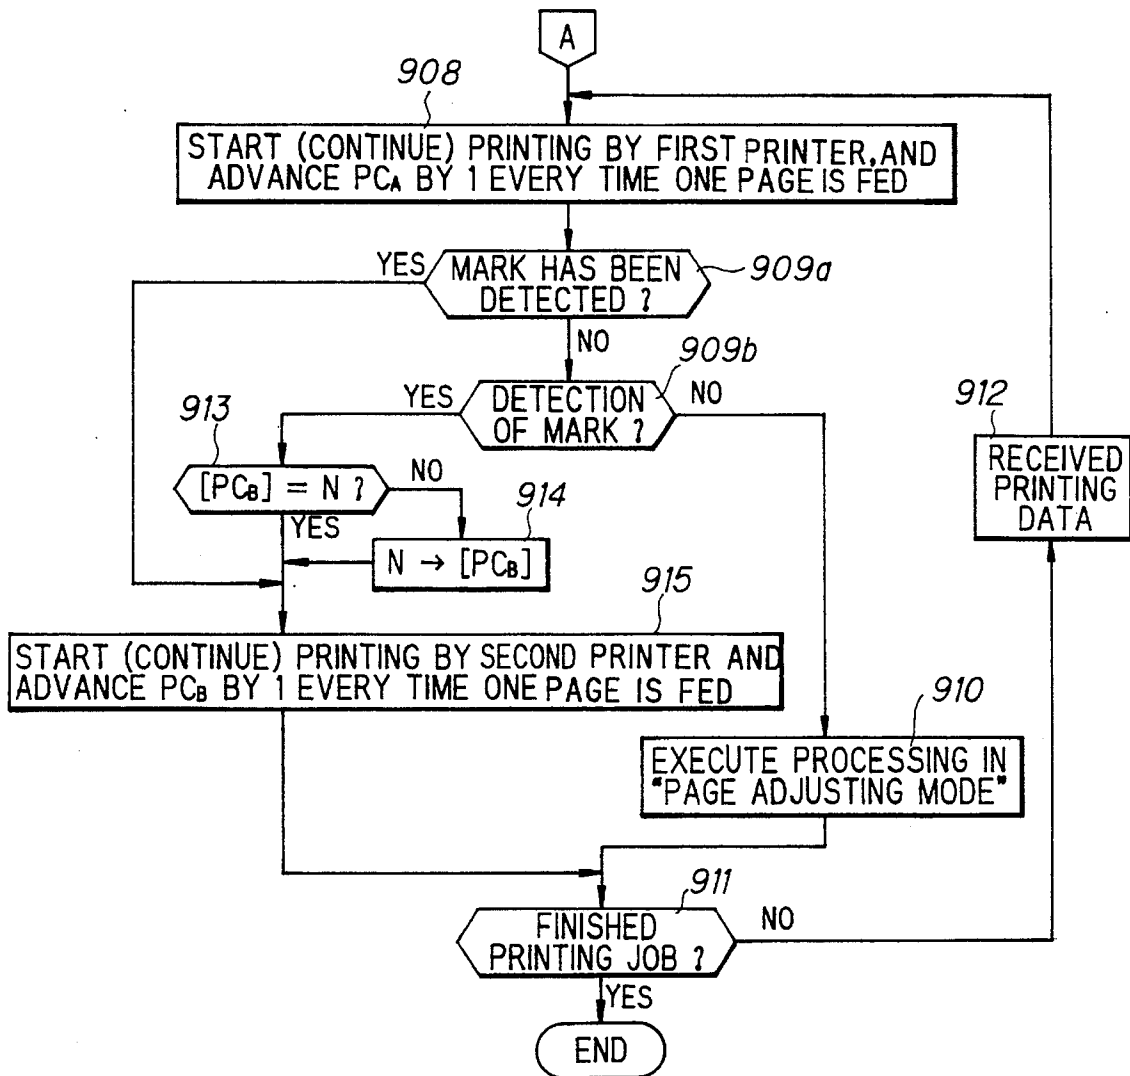 A
908
START (CONTINUE) PRINTING BY FIRST PRINTER, AND
ADVANCE PCA BY 1 EVERY TIME ONE PAGE IS FED
YES
MARK HAS BEEN
DETECTED ?
909a
NO
909b
YES
DETECTION
OF MARK ?
NO
913
[PCB] = N ?
NO
YES
914
N → [PCB]
912
RECEIVED
PRINTING
DATA
915
START (CONTINUE) PRINTING BY SECOND PRINTER AND
ADVANCE PCB BY 1 EVERY TIME ONE PAGE IS FED
910
EXECUTE PROCESSING IN
"PAGE ADJUSTING MODE"
911
FINISHED
PRINTING JOB ?
NO
YES
END